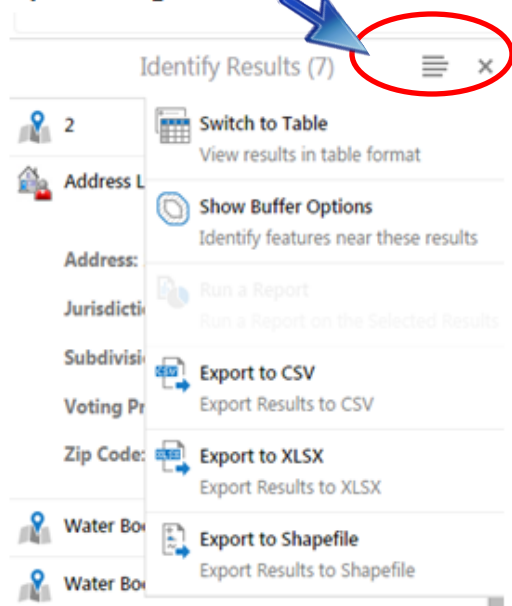 Identify Results (7)
2
Switch to Table
View results in table format
Address L
Show Buffer Options
Identify features near these results
Address:
Run a Report
Run a Report on the Selected Results
Jurisdicti
Subdivisi
Export to CSV
Export Results to CSV
Voting Pr
Zip Code:
Export to XLSX
Export Results to XLSX
Water Bo
Export to Shapefile
Export Results to Shapefile
Water Bo